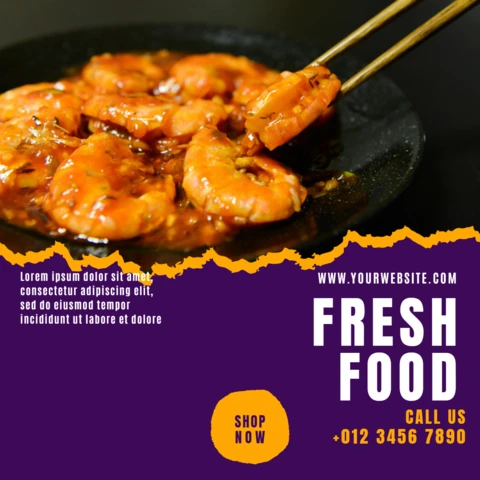 Lorem ipsum dolor sit amet,
consectetur adipiscing elit,
sed do eiusmod tempor
incididunt ut labore et dolore
WWW.YOURWEBSITE.COM
FRESH
FOOD
CALL US
+012 3456 7890
SHOP
NOW